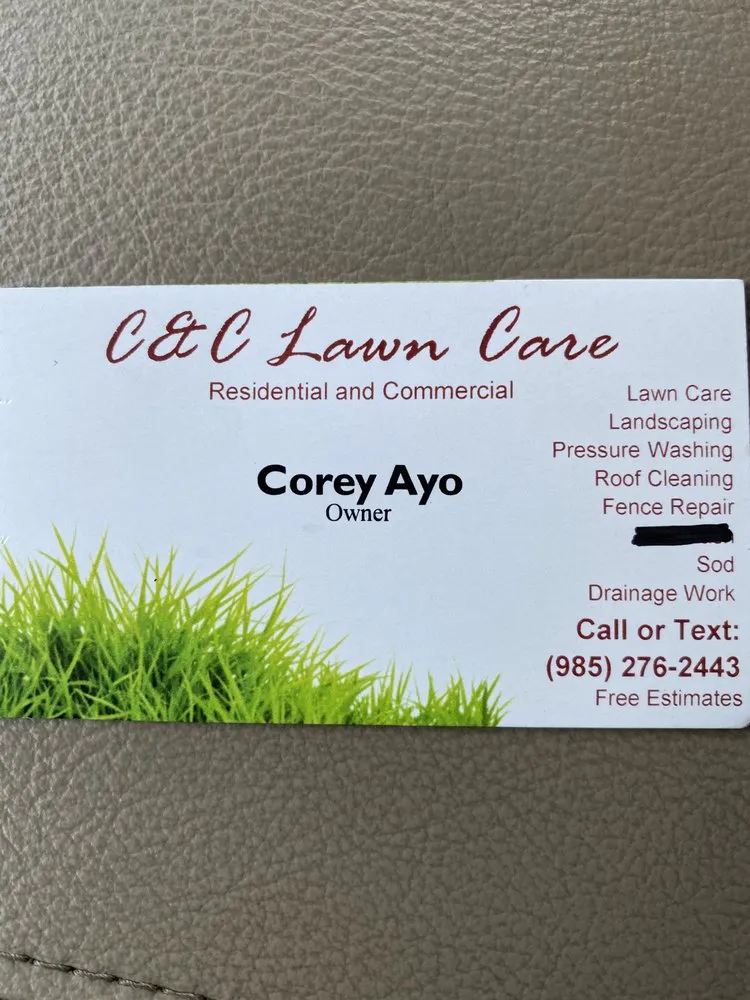 C&C Lawn Care
Residential and Commercial
Corey Ayo
Owner
Lawn Care
Landscaping
Pressure Washing
Roof Cleaning
Fence Repair
Sod
Drainage Work
Call or Text:
(985) 276-2443
Free Estimates